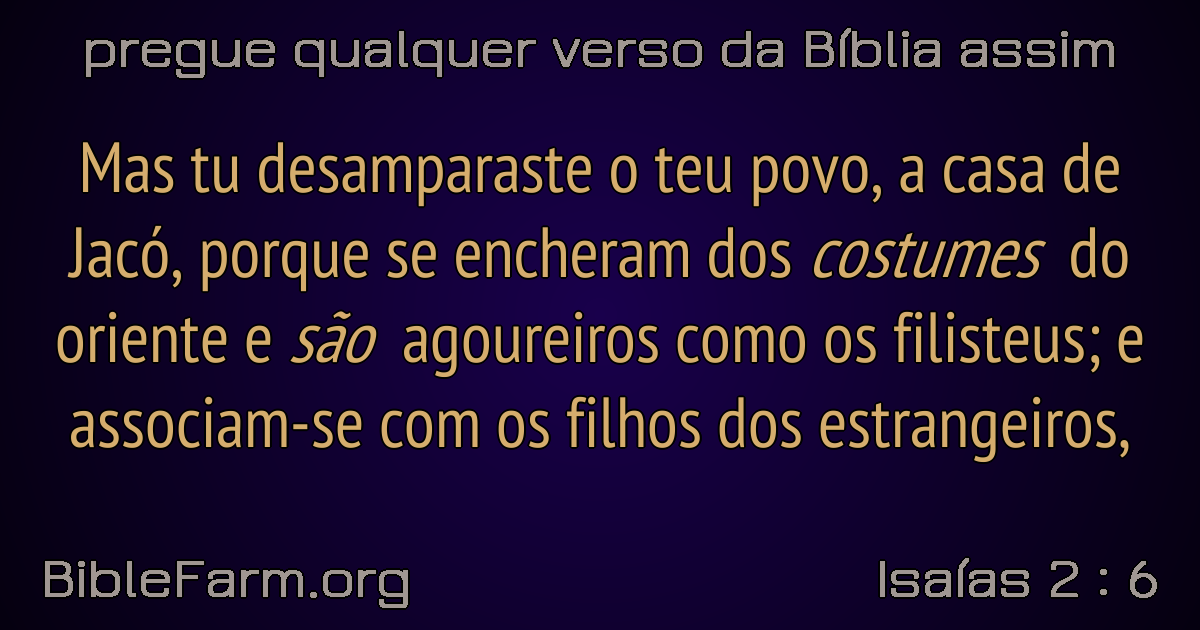 pregue qualquer verso da Bíblia assim
Mas tu desamparaste o teu povo, a casa de
Jacó, porque se encheram dos costumes do
oriente e são agoureiros como os filisteus; e
associam-se com os filhos dos estrangeiros,
BibleFarm.org
Isaías 2 : 6